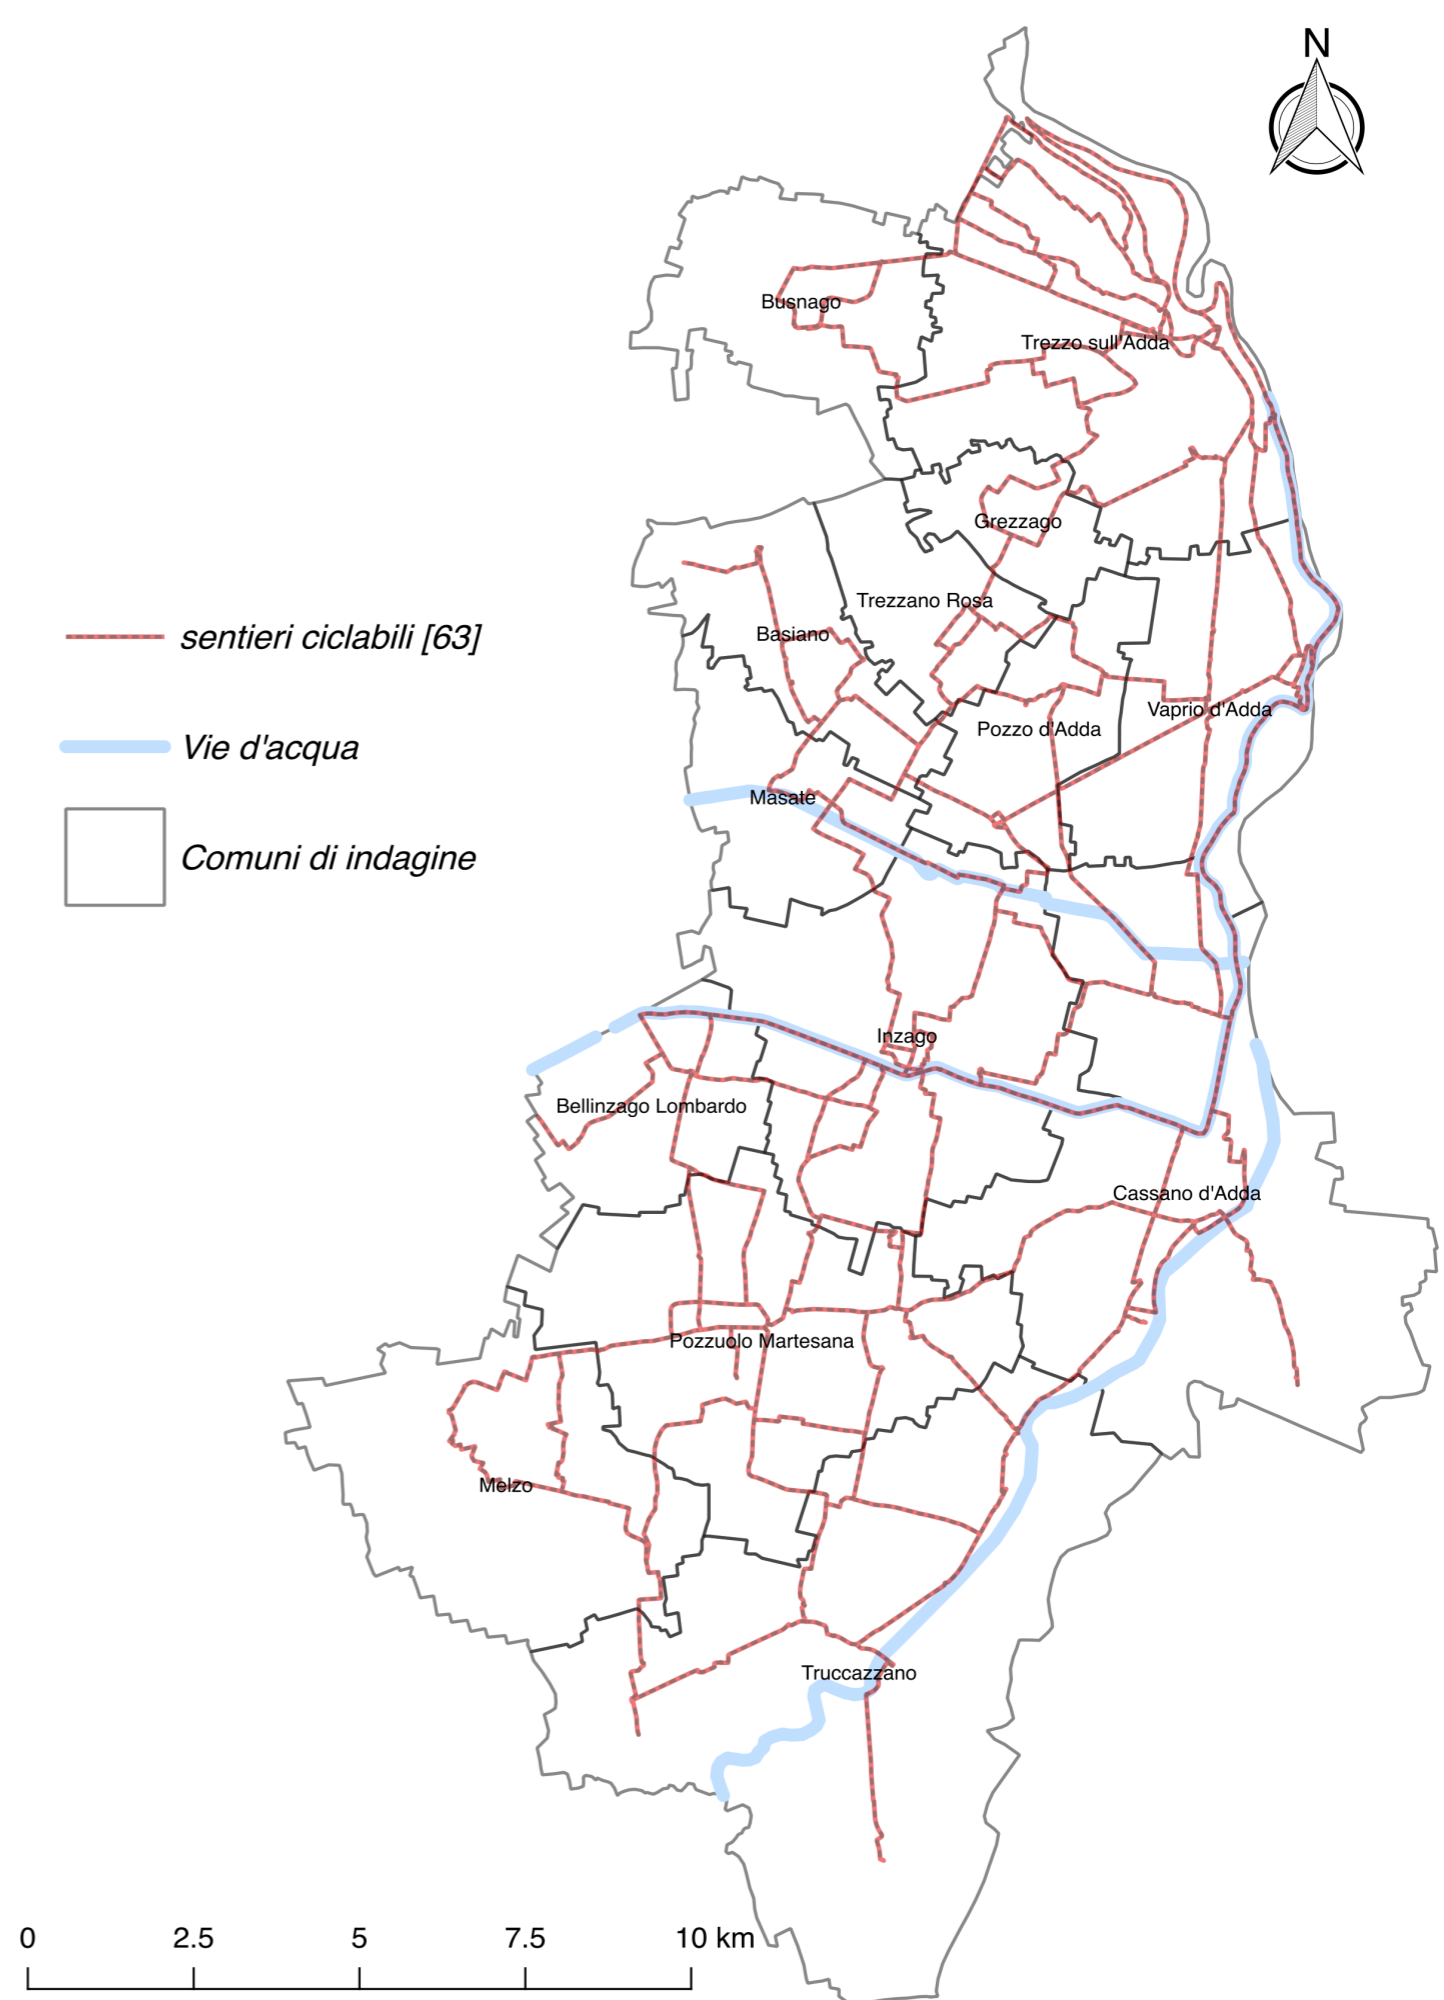 N
Busnago
Trezzo sull'Adda
Grezzago
Trezzano Rosa
Basiano
sentieri ciclabili [63]
Vaprio d'Adda
Pozzo d'Adda
Vie d'acqua
Masate
Comuni di indagine
Inzago
Bellinzago Lombardo
Cassano d'Adda
Pozzuolo Martesana
Melzo
Truccazzano
0 2.5 5 7.5 10 km